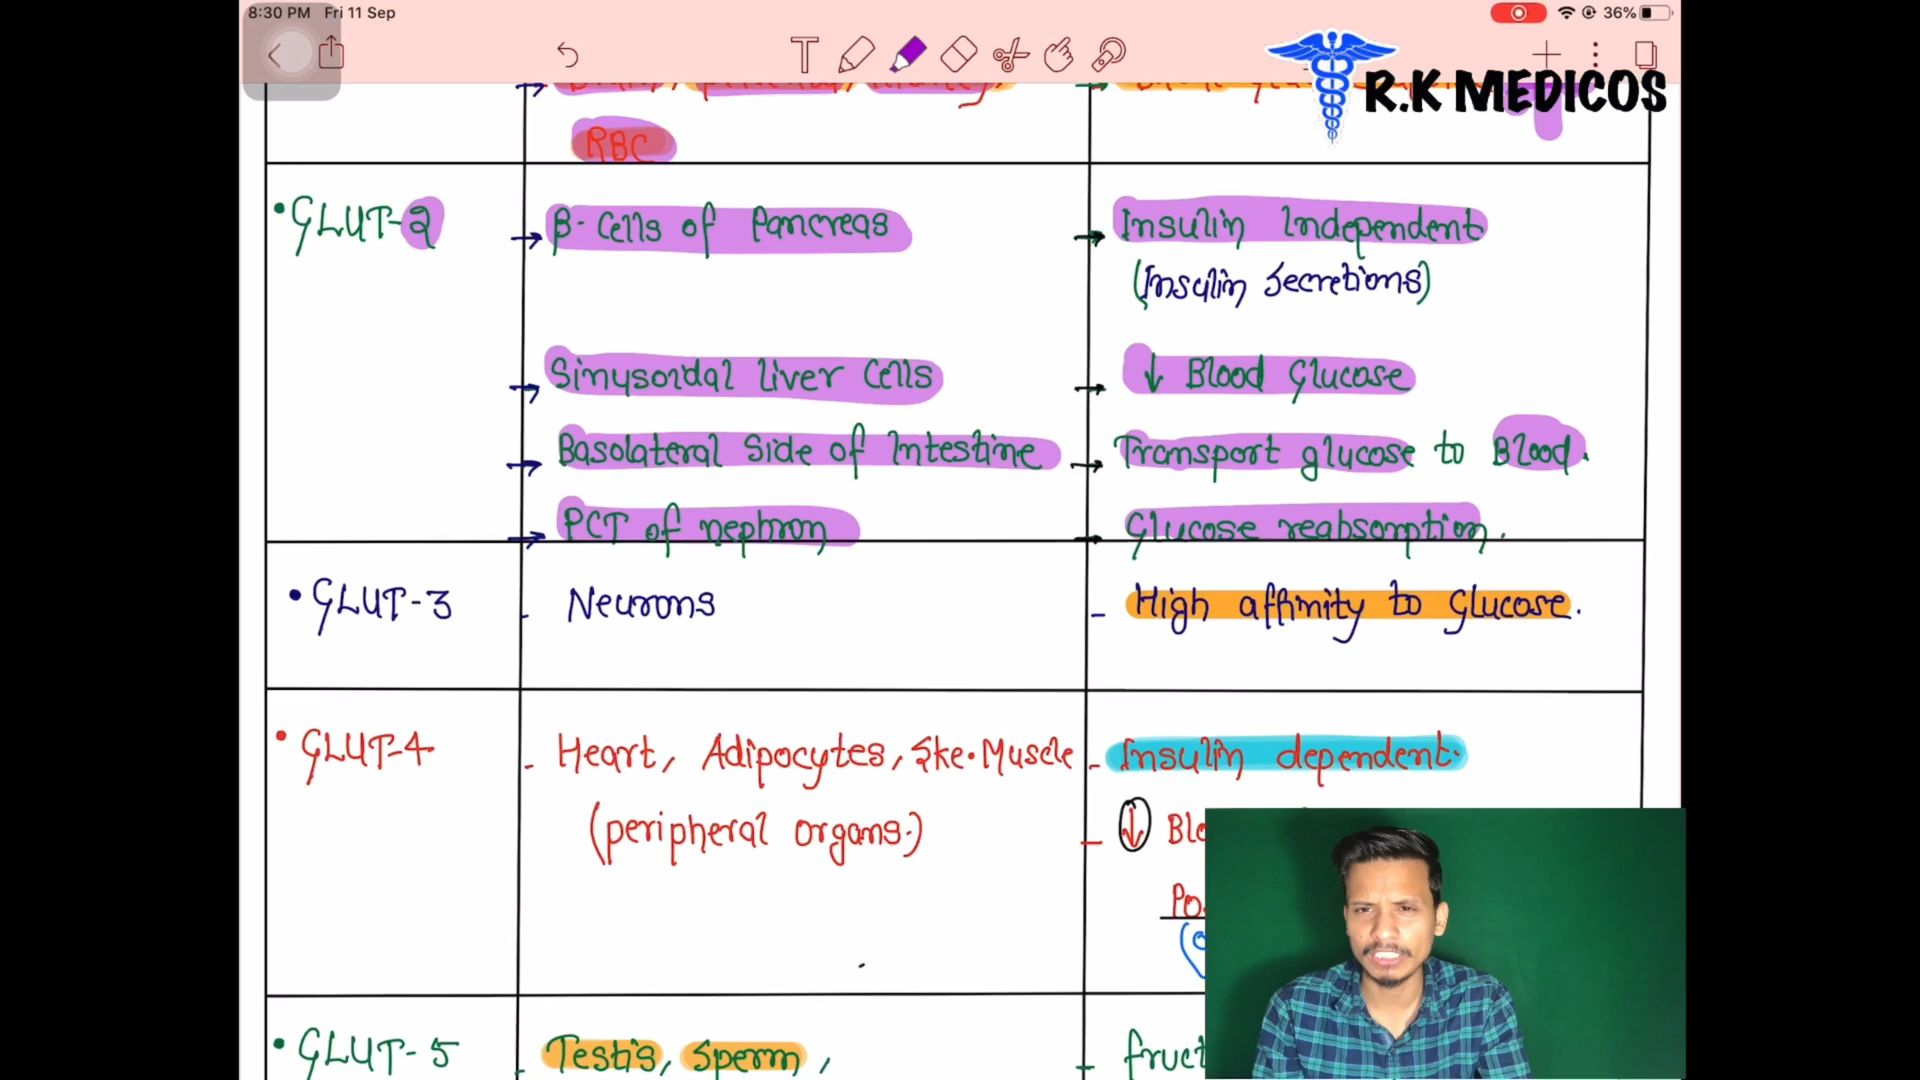 8:30 PM Fri 11 Sep
36%
R.K MEDICOS
RBC
• GLUT-2
β- Cells of Pancreas
Insulin Independent
(Insulin Secretions)
Sinusoidal liver Cells
↓ Blood Glucose
Basolateral Side of Intestine
Transport glucose to Blood.
PCT of nephron
Glucose reabsorption.
• GLUT-3
Neurons
- High affinity to Glucose.
• GLUT-4
- Heart, Adipocytes, Ske. Muscle
- Insulin dependent.
(peripheral organs.)
- ↓
• GLUT-5
- Testis, Sperm,